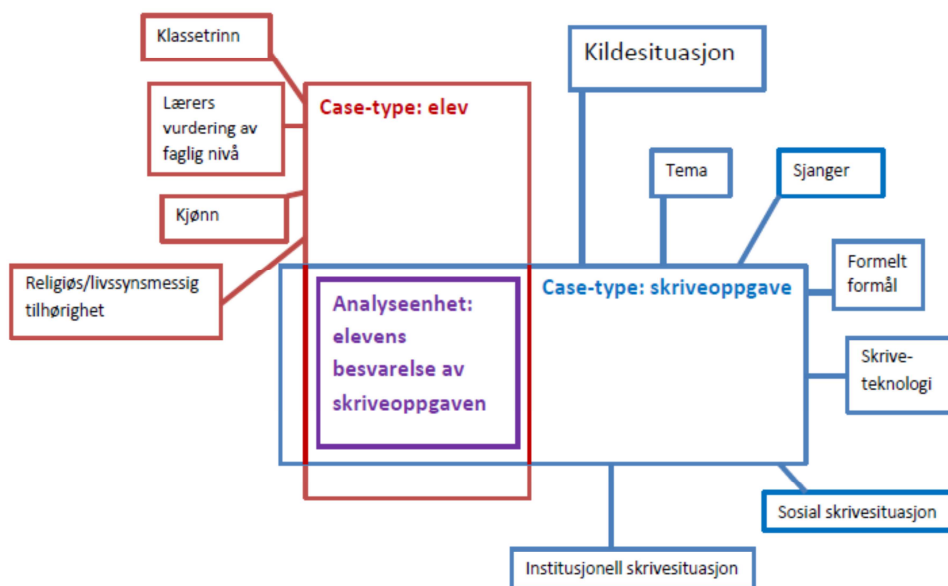 Klassetrinn
Kildesituasjon
Case-type: elev
Lærers
vurdering av
faglig nivå
Tema
Sjanger
Kjønn
Religiøs/livssynsmessig
tilhørighet
Formelt
formål
Case-type: skriveoppgave
Analyseenhet:
elevens
besvarelse av
skriveoppgaven
Skrive-
teknologi
Sosial skrivesituasjon
Institusjonell skrivesituasjon